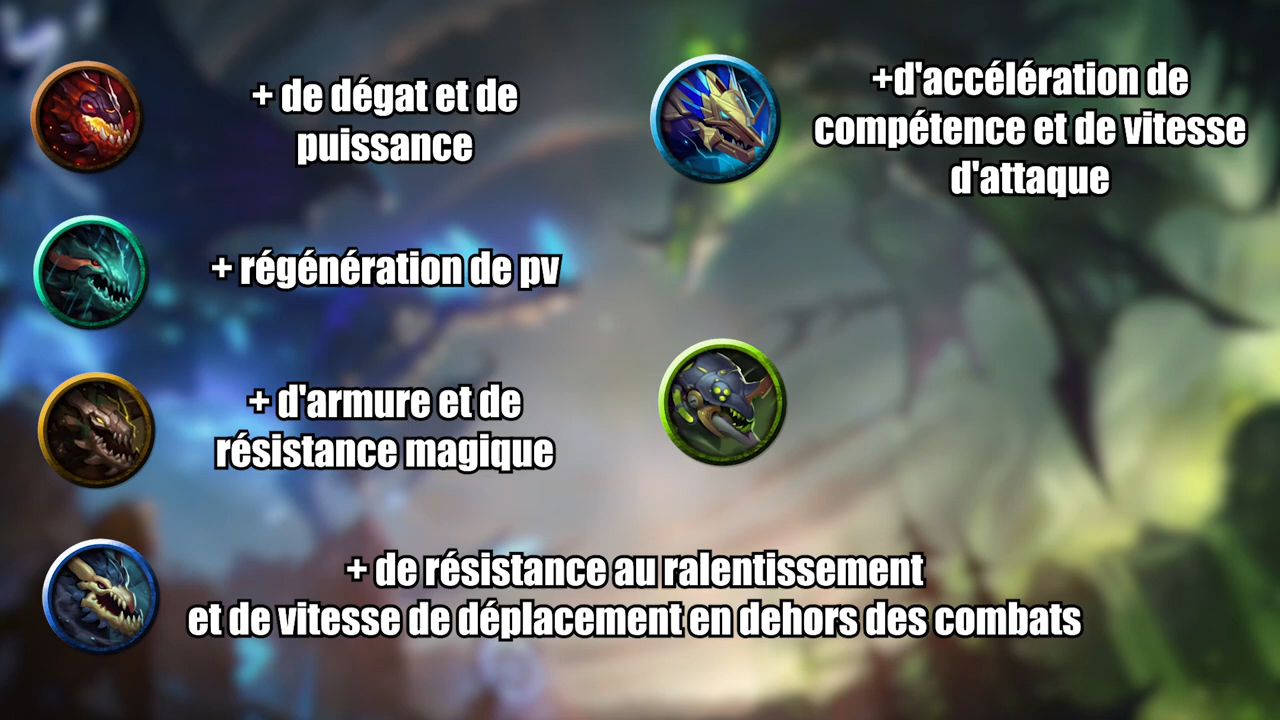 + de dégat et de
puissance
+ régénération de pv
+ d'armure et de
résistance magique
+ de résistance au ralentissement
et de vitesse de déplacement en dehors des combats
+d'accélération de
compétence et de vitesse
d'attaque